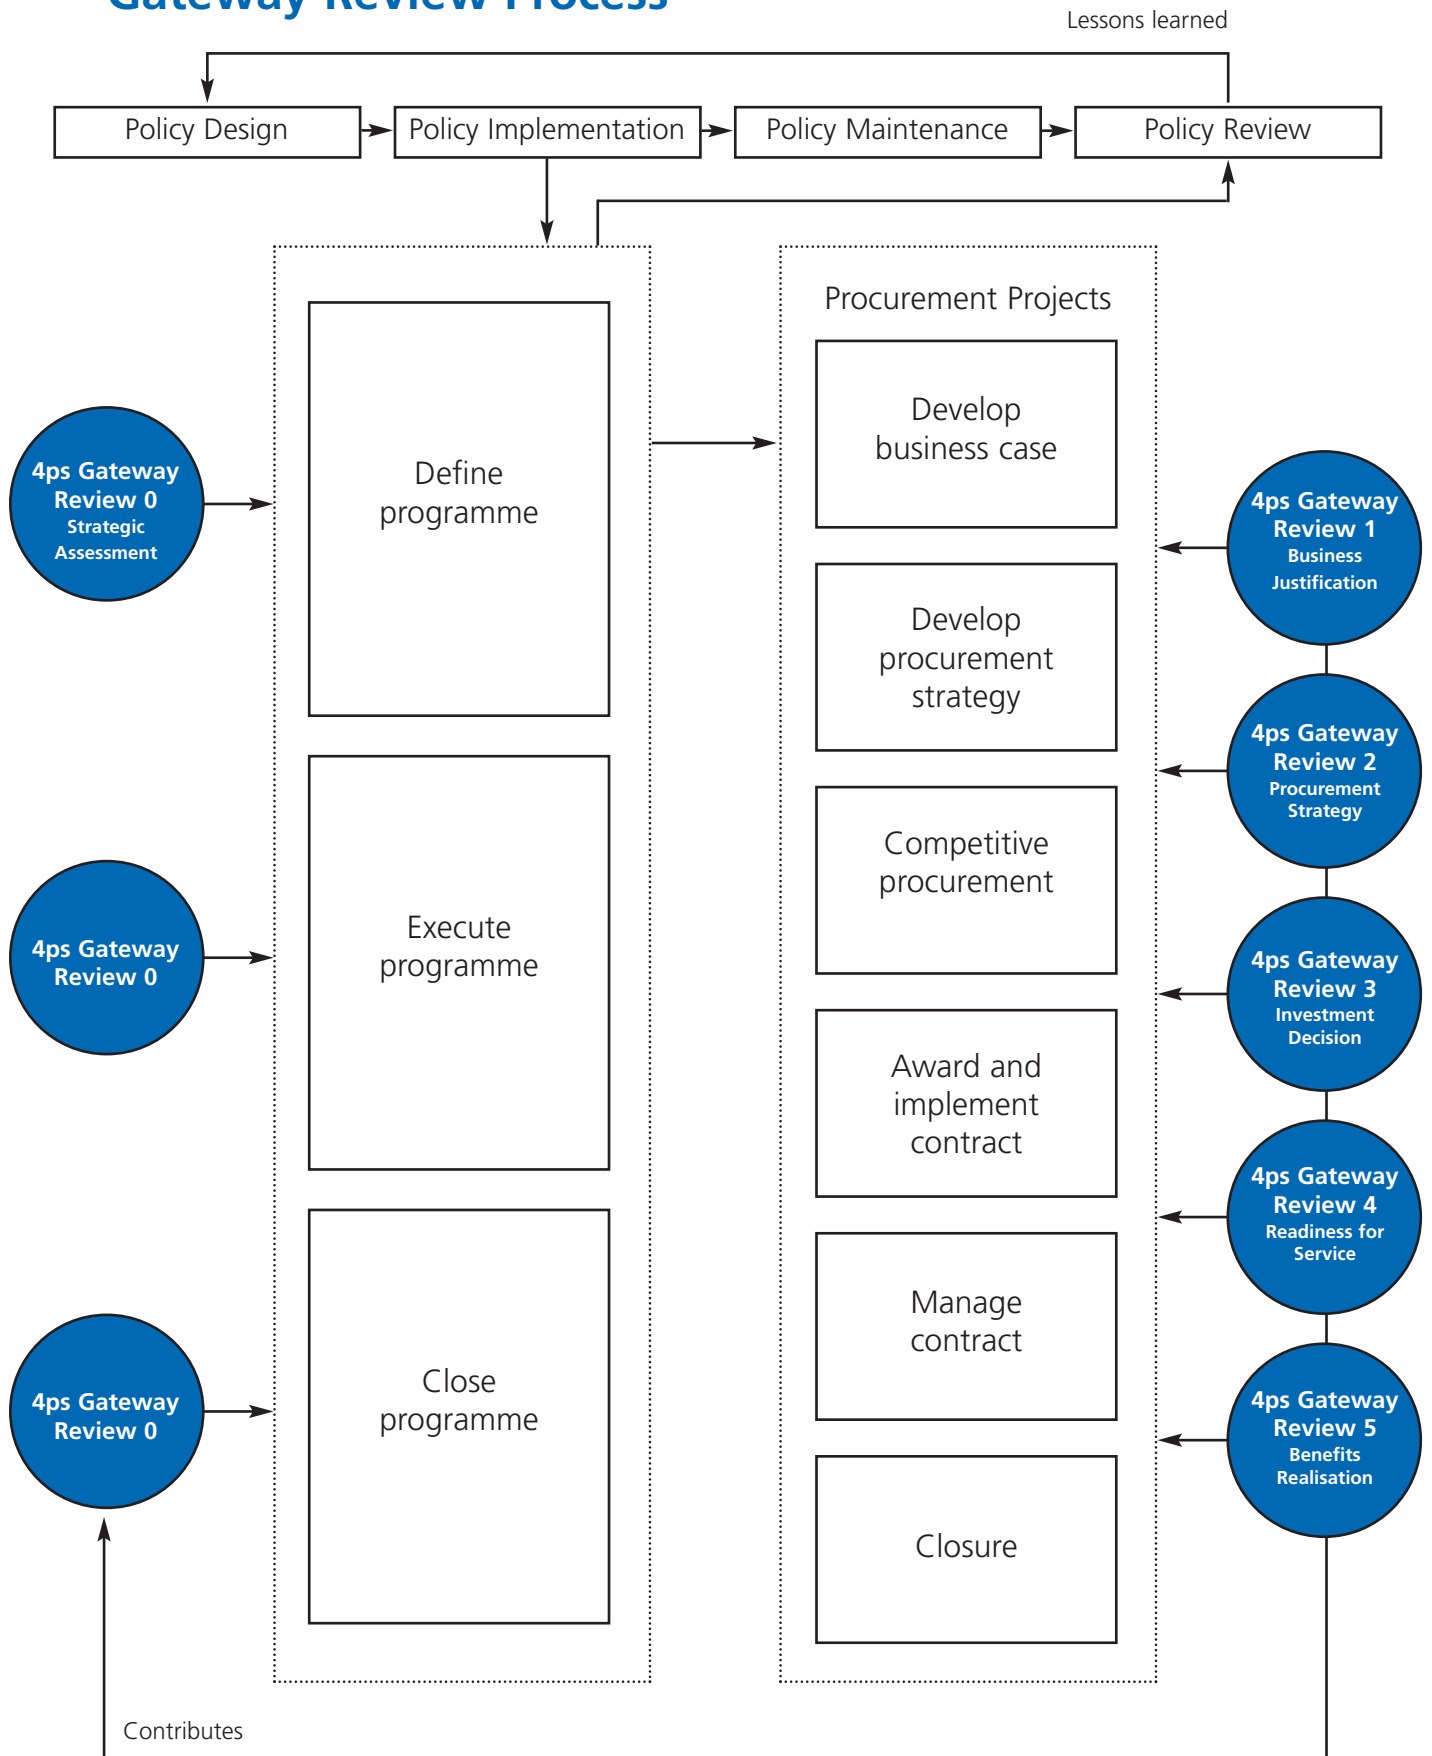 Gateway Review Process
Lessons learned
Policy Design
Policy Implementation
Policy Maintenance
Policy Review
Define
programme
Execute
programme
Close
programme
Procurement Projects
Develop
business case
Develop
procurement
strategy
Competitive
procurement
Award and
implement
contract
Manage
contract
Closure
4ps Gateway
Review 0
Strategic
Assessment
4ps Gateway
Review 0
4ps Gateway
Review 0
4ps Gateway
Review 1
Business
Justification
4ps Gateway
Review 2
Procurement
Strategy
4ps Gateway
Review 3
Investment
Decision
4ps Gateway
Review 4
Readiness for
Service
4ps Gateway
Review 5
Benefits
Realisation
Contributes